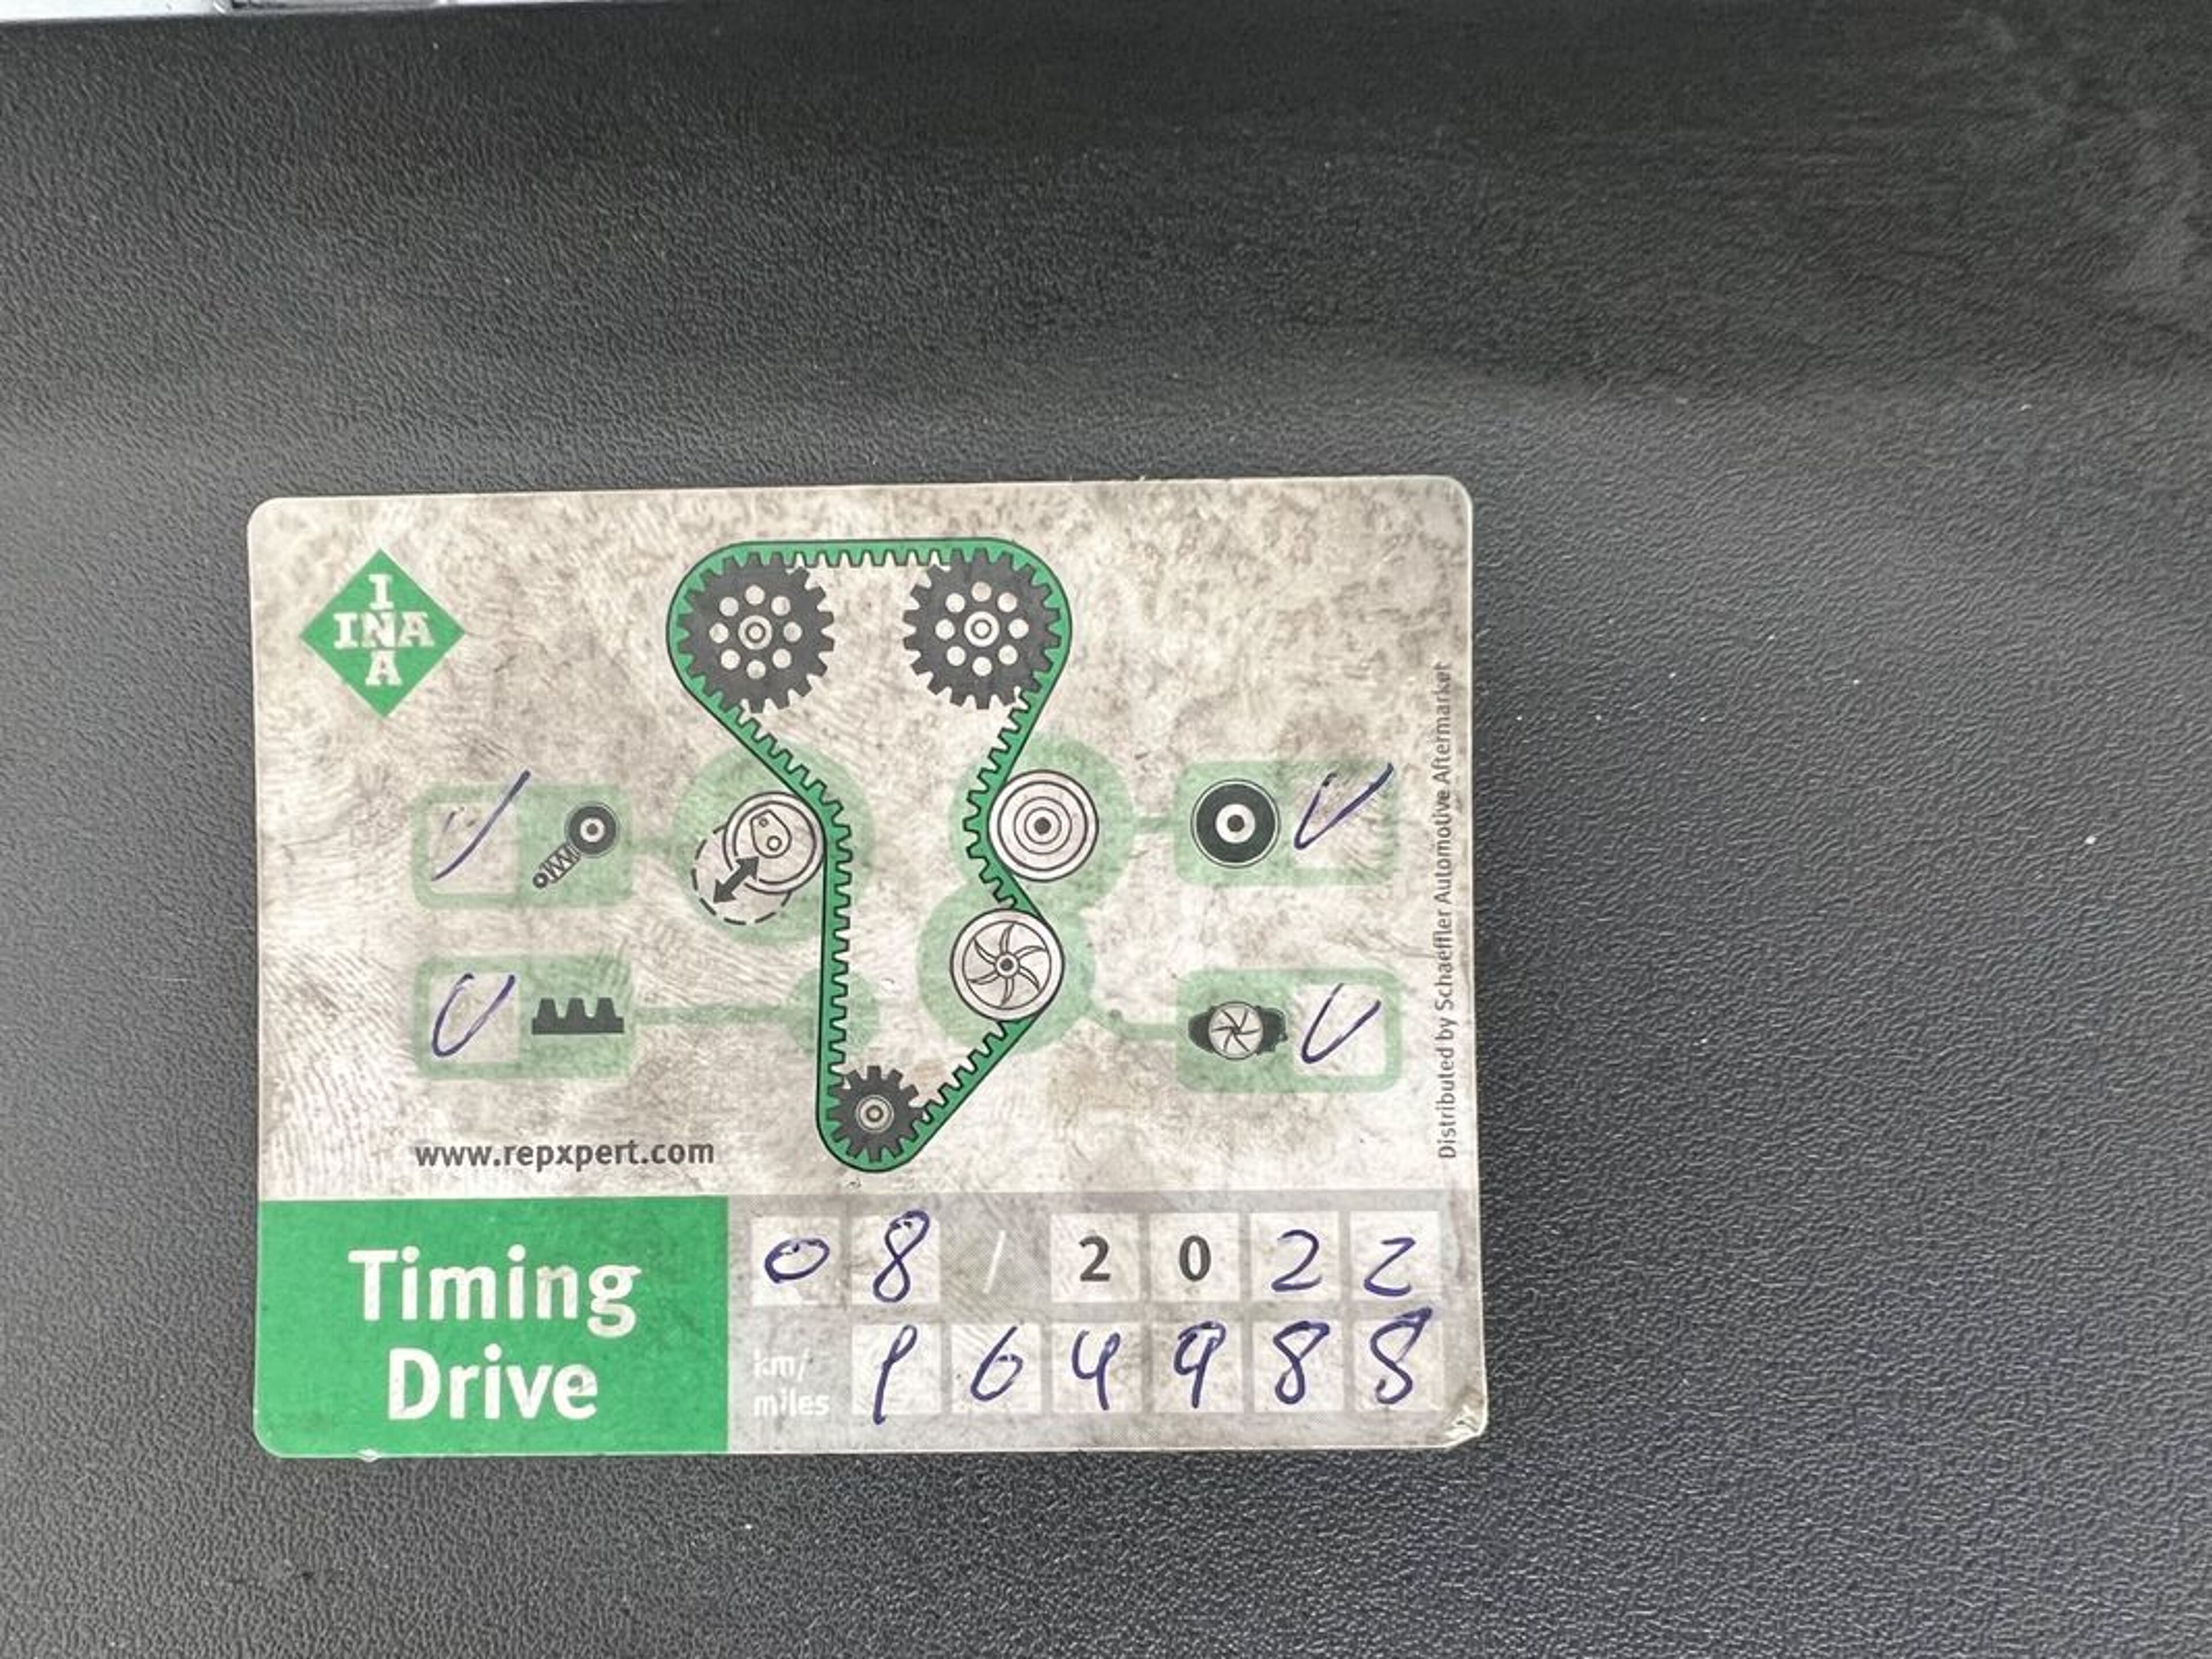 INA
www.repxpert.com
Distributed by Schaeffler Automotive Aftermarket
Timing
Drive
08 / 2022
km/
miles
164988